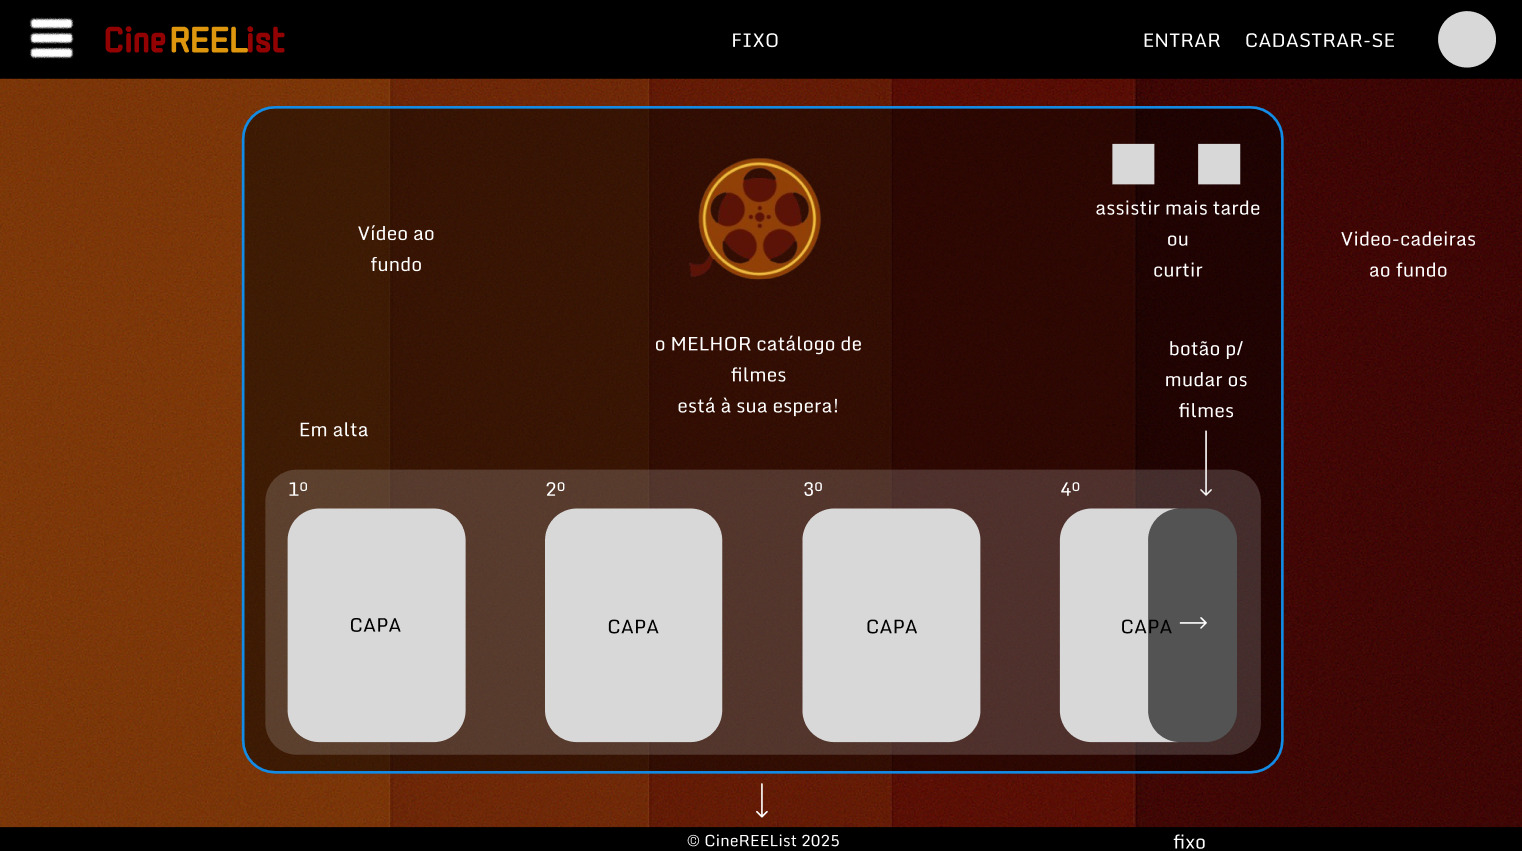 CineREEList
FIXO
ENTRAR
CADASTRAR-SE
Vídeo ao
fundo
assistir mais tarde
ou
curtir
Video-cadeiras
ao fundo
o MELHOR catálogo de
filmes
está à sua espera!
botão p/
mudar os
filmes
Em alta
1º
2º
3º
4º
CAPA
CAPA
CAPA
CAPA
© CineREEList 2025
fixo